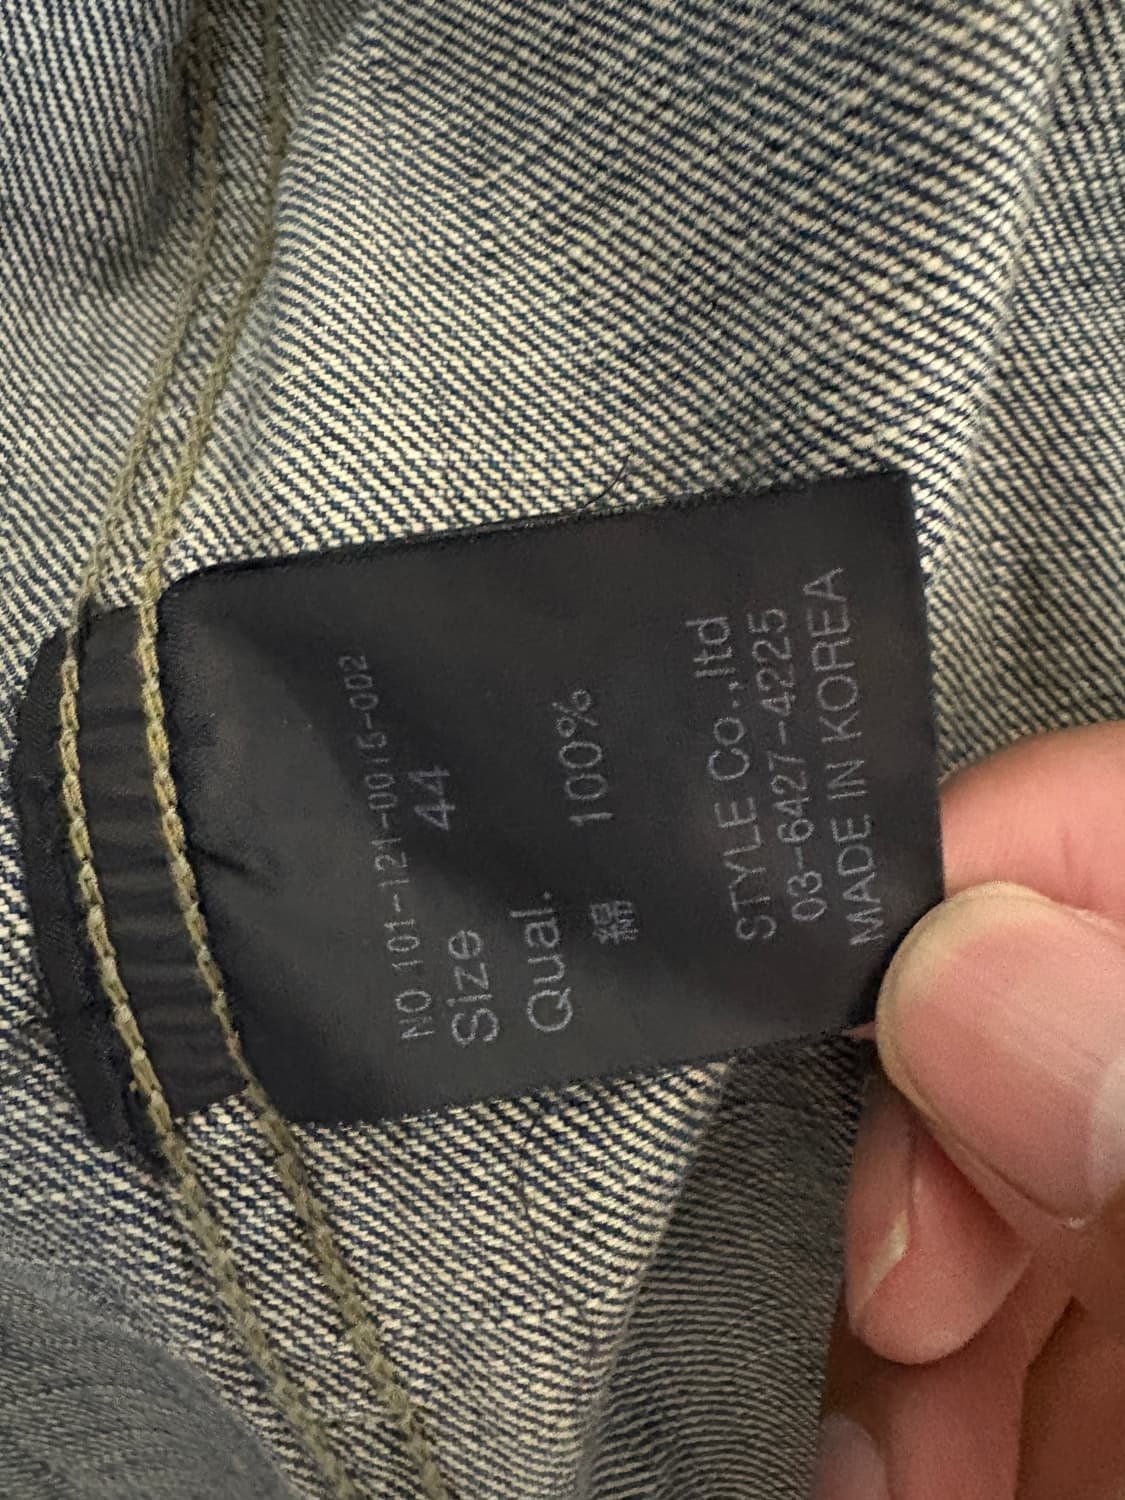 NO.101-121-0015-002
Size 44
Qual.
綿 100%
STYLE Co.,ltd
03-6427-4225
MADE IN KOREA